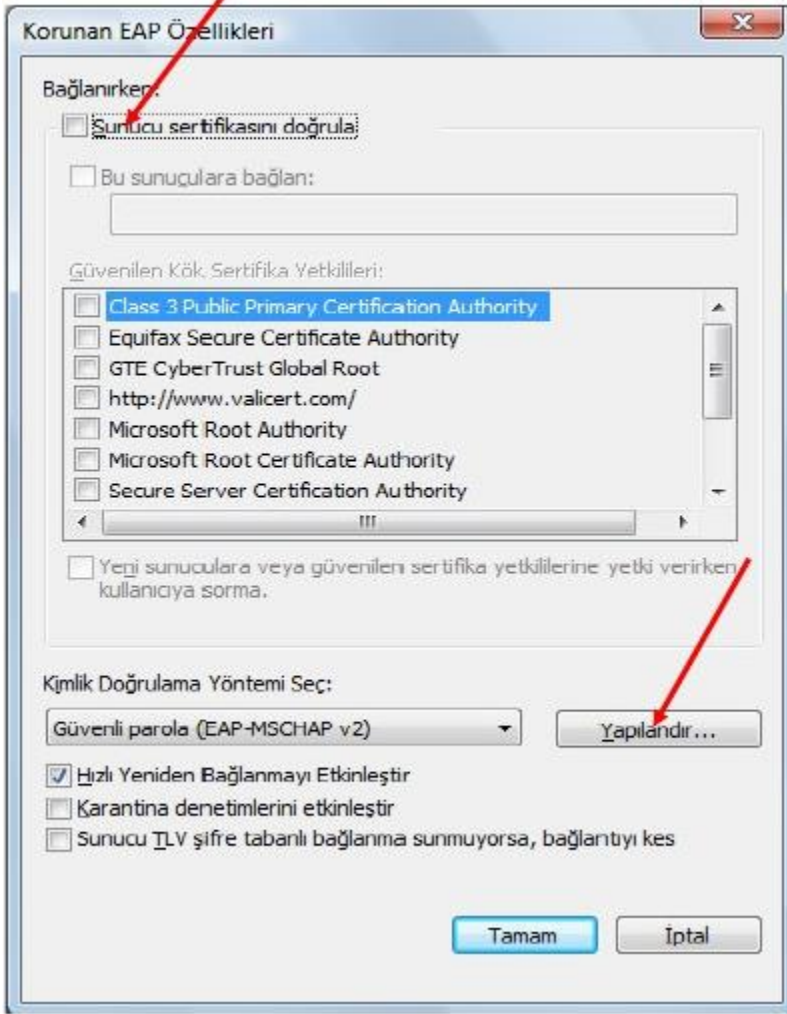 Korunan EAP Özellikleri
Bağlanırken:
Sunucu sertifikasını doğrula
Bu sunuculara bağlan:
Güvenilen Kök Sertifika Yetkilileri:
Class 3 Public Primary Certification Authority
Equifax Secure Certificate Authority
GTE CyberTrust Global Root
http://www.valicert.com/
Microsoft Root Authority
Microsoft Root Certificate Authority
Secure Server Certification Authority
Yeni sunuculara veya güvenilen sertifika yetkililerine yetki verirken
kullanıcıya sorma.
Kimlik Doğrulama Yöntemi Seç:
Güvenli parola (EAP-MSCHAP v2)
Yapılandır...
Hızlı Yeniden Bağlanmayı Etkinleştir
Karantina denetimlerini etkinleştir
Sunucu TLV şifre tabanlı bağlanma sunmuyorsa, bağlantıyı kes
Tamam
İptal